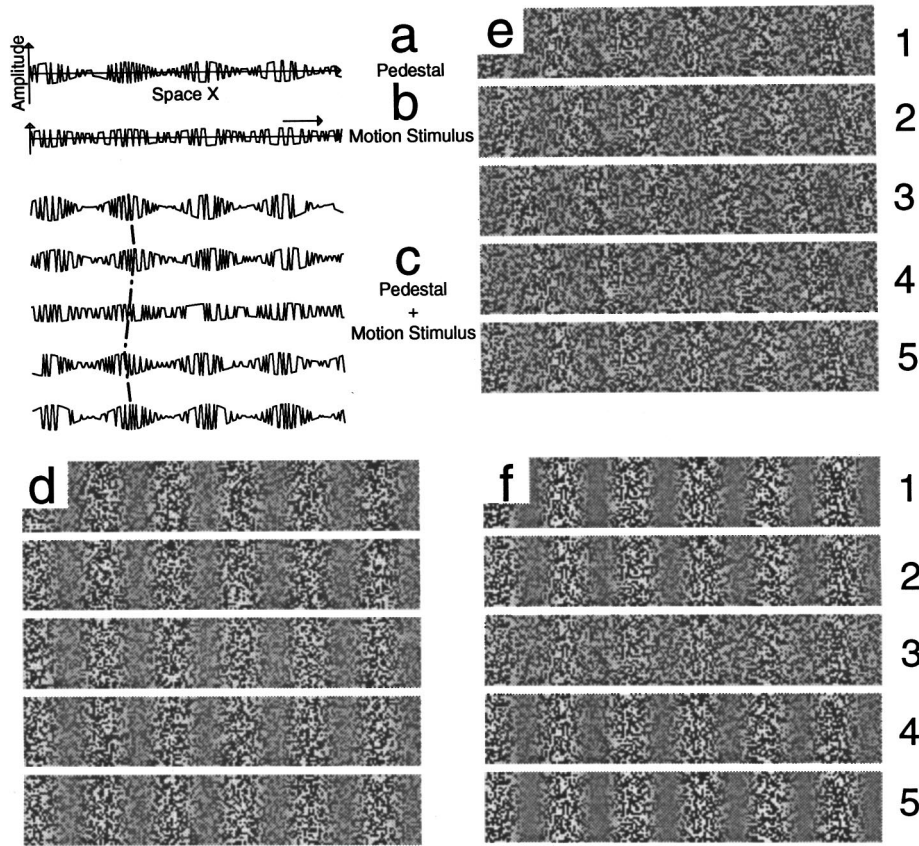 a
Pedestal
Amplitude
Space X
b
Motion Stimulus
c
Pedestal
+
Motion Stimulus
e
1
2
3
4
5
d
f
1
2
3
4
5